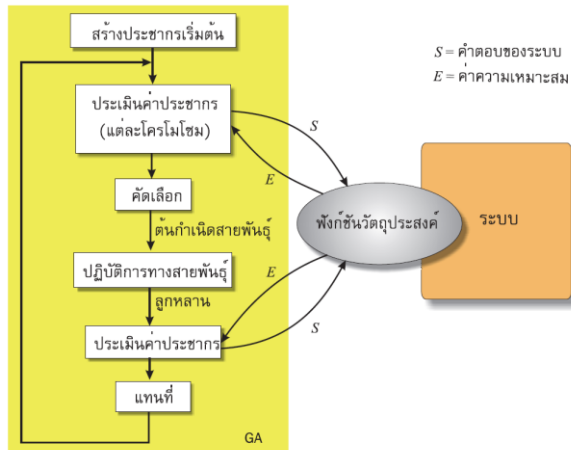 สร้างประชากรเริ่มต้น
S = คำตอบของระบบ
E = ค่าความเหมาะสม
ประเมินค่าประชากร
(แต่ละโครโมโซม)
S
E
คัดเลือก
ต้นกำเนิดสายพันธุ์
ฟังก์ชันวัตถุประสงค์
ระบบ
ปฏิบัติการทางสายพันธุ์
E
ลูกหลาน
S
ประเมินค่าประชากร
แทนที่
GA